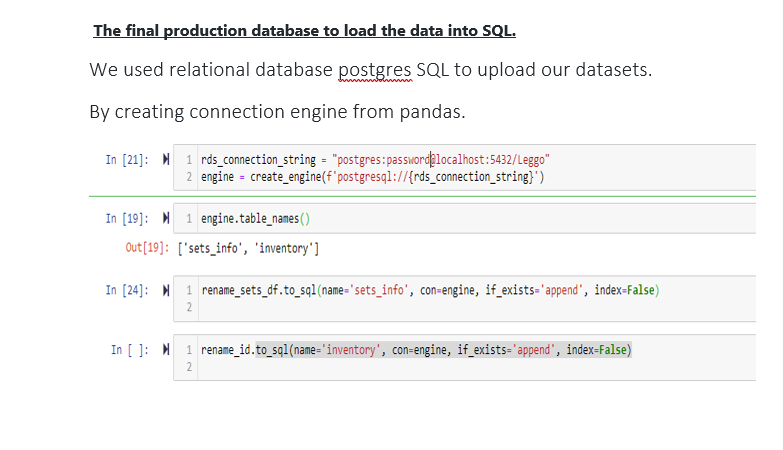 The final production database to load the data into SQL.
We used relational database postgres SQL to upload our datasets.
By creating connection engine from pandas.
In [21]: 1 rds_connection_string = "postgres:password@localhost:5432/Leggo"
2 engine = create_engine(f'postgresql://{rds_connection_string}')
In [19]: 1 engine.table_names()
Out[19]: ['sets_info', 'inventory']
In [24]: 1 rename_sets_df.to_sql(name='sets_info', con=engine, if_exists='append', index=False)
2
In [ ]: 1 rename_id.to_sql(name='inventory', con=engine, if_exists='append', index=False)
2